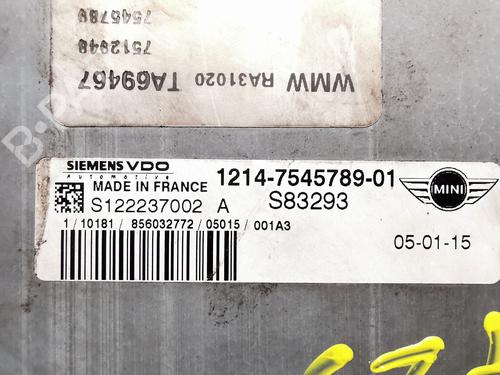 7545789
7512948
WMW RA31020 TA69467
SIEMENS VDO
Automotive
MADE IN FRANCE
1214-7545789-01
MINI
S122237002 A
S83293
1/10181/ 856032772 /05015/ 001A3
05-01-15